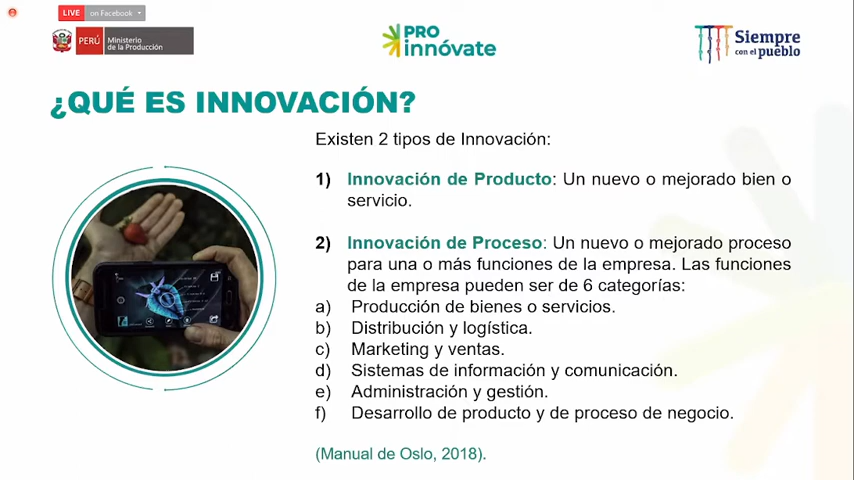 LIVE on Facebook
PERÚ Ministerio
de la Producción
PRO
innóvate
Siempre
con el pueblo
¿QUÉ ES INNOVACIÓN?
Existen 2 tipos de Innovación:
1) Innovación de Producto: Un nuevo o mejorado bien o
servicio.
2) Innovación de Proceso: Un nuevo o mejorado proceso
para una o más funciones de la empresa. Las funciones
de la empresa pueden ser de 6 categorías:
a) Producción de bienes o servicios.
b) Distribución y logística.
c) Marketing y ventas.
d) Sistemas de información y comunicación.
e) Administración y gestión.
f) Desarrollo de producto y de proceso de negocio.
(Manual de Oslo, 2018).